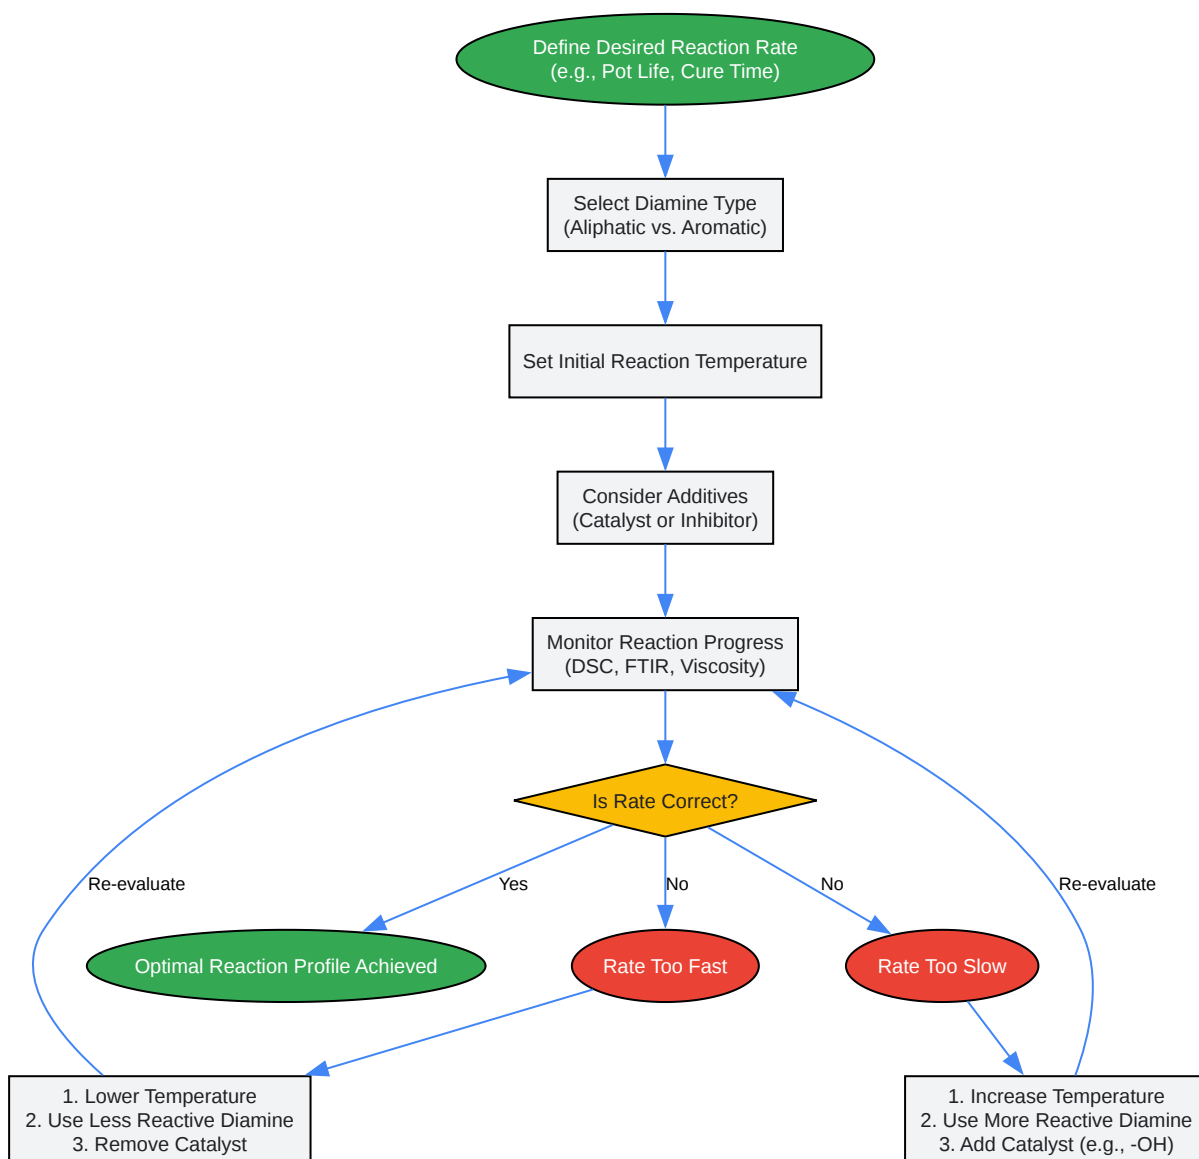 Define Desired Reaction Rate
(e.g., Pot Life, Cure Time)
Select Diamine Type
(Aliphatic vs. Aromatic)
Set Initial Reaction Temperature
Consider Additives
(Catalyst or Inhibitor)
Monitor Reaction Progress
(DSC, FTIR, Viscosity)
Is Rate Correct?
Re-evaluate
Yes
No
No
Re-evaluate
Optimal Reaction Profile Achieved
Rate Too Fast
Rate Too Slow
1. Lower Temperature
2. Use Less Reactive Diamine
3. Remove Catalyst
1. Increase Temperature
2. Use More Reactive Diamine
3. Add Catalyst (e.g., -OH)